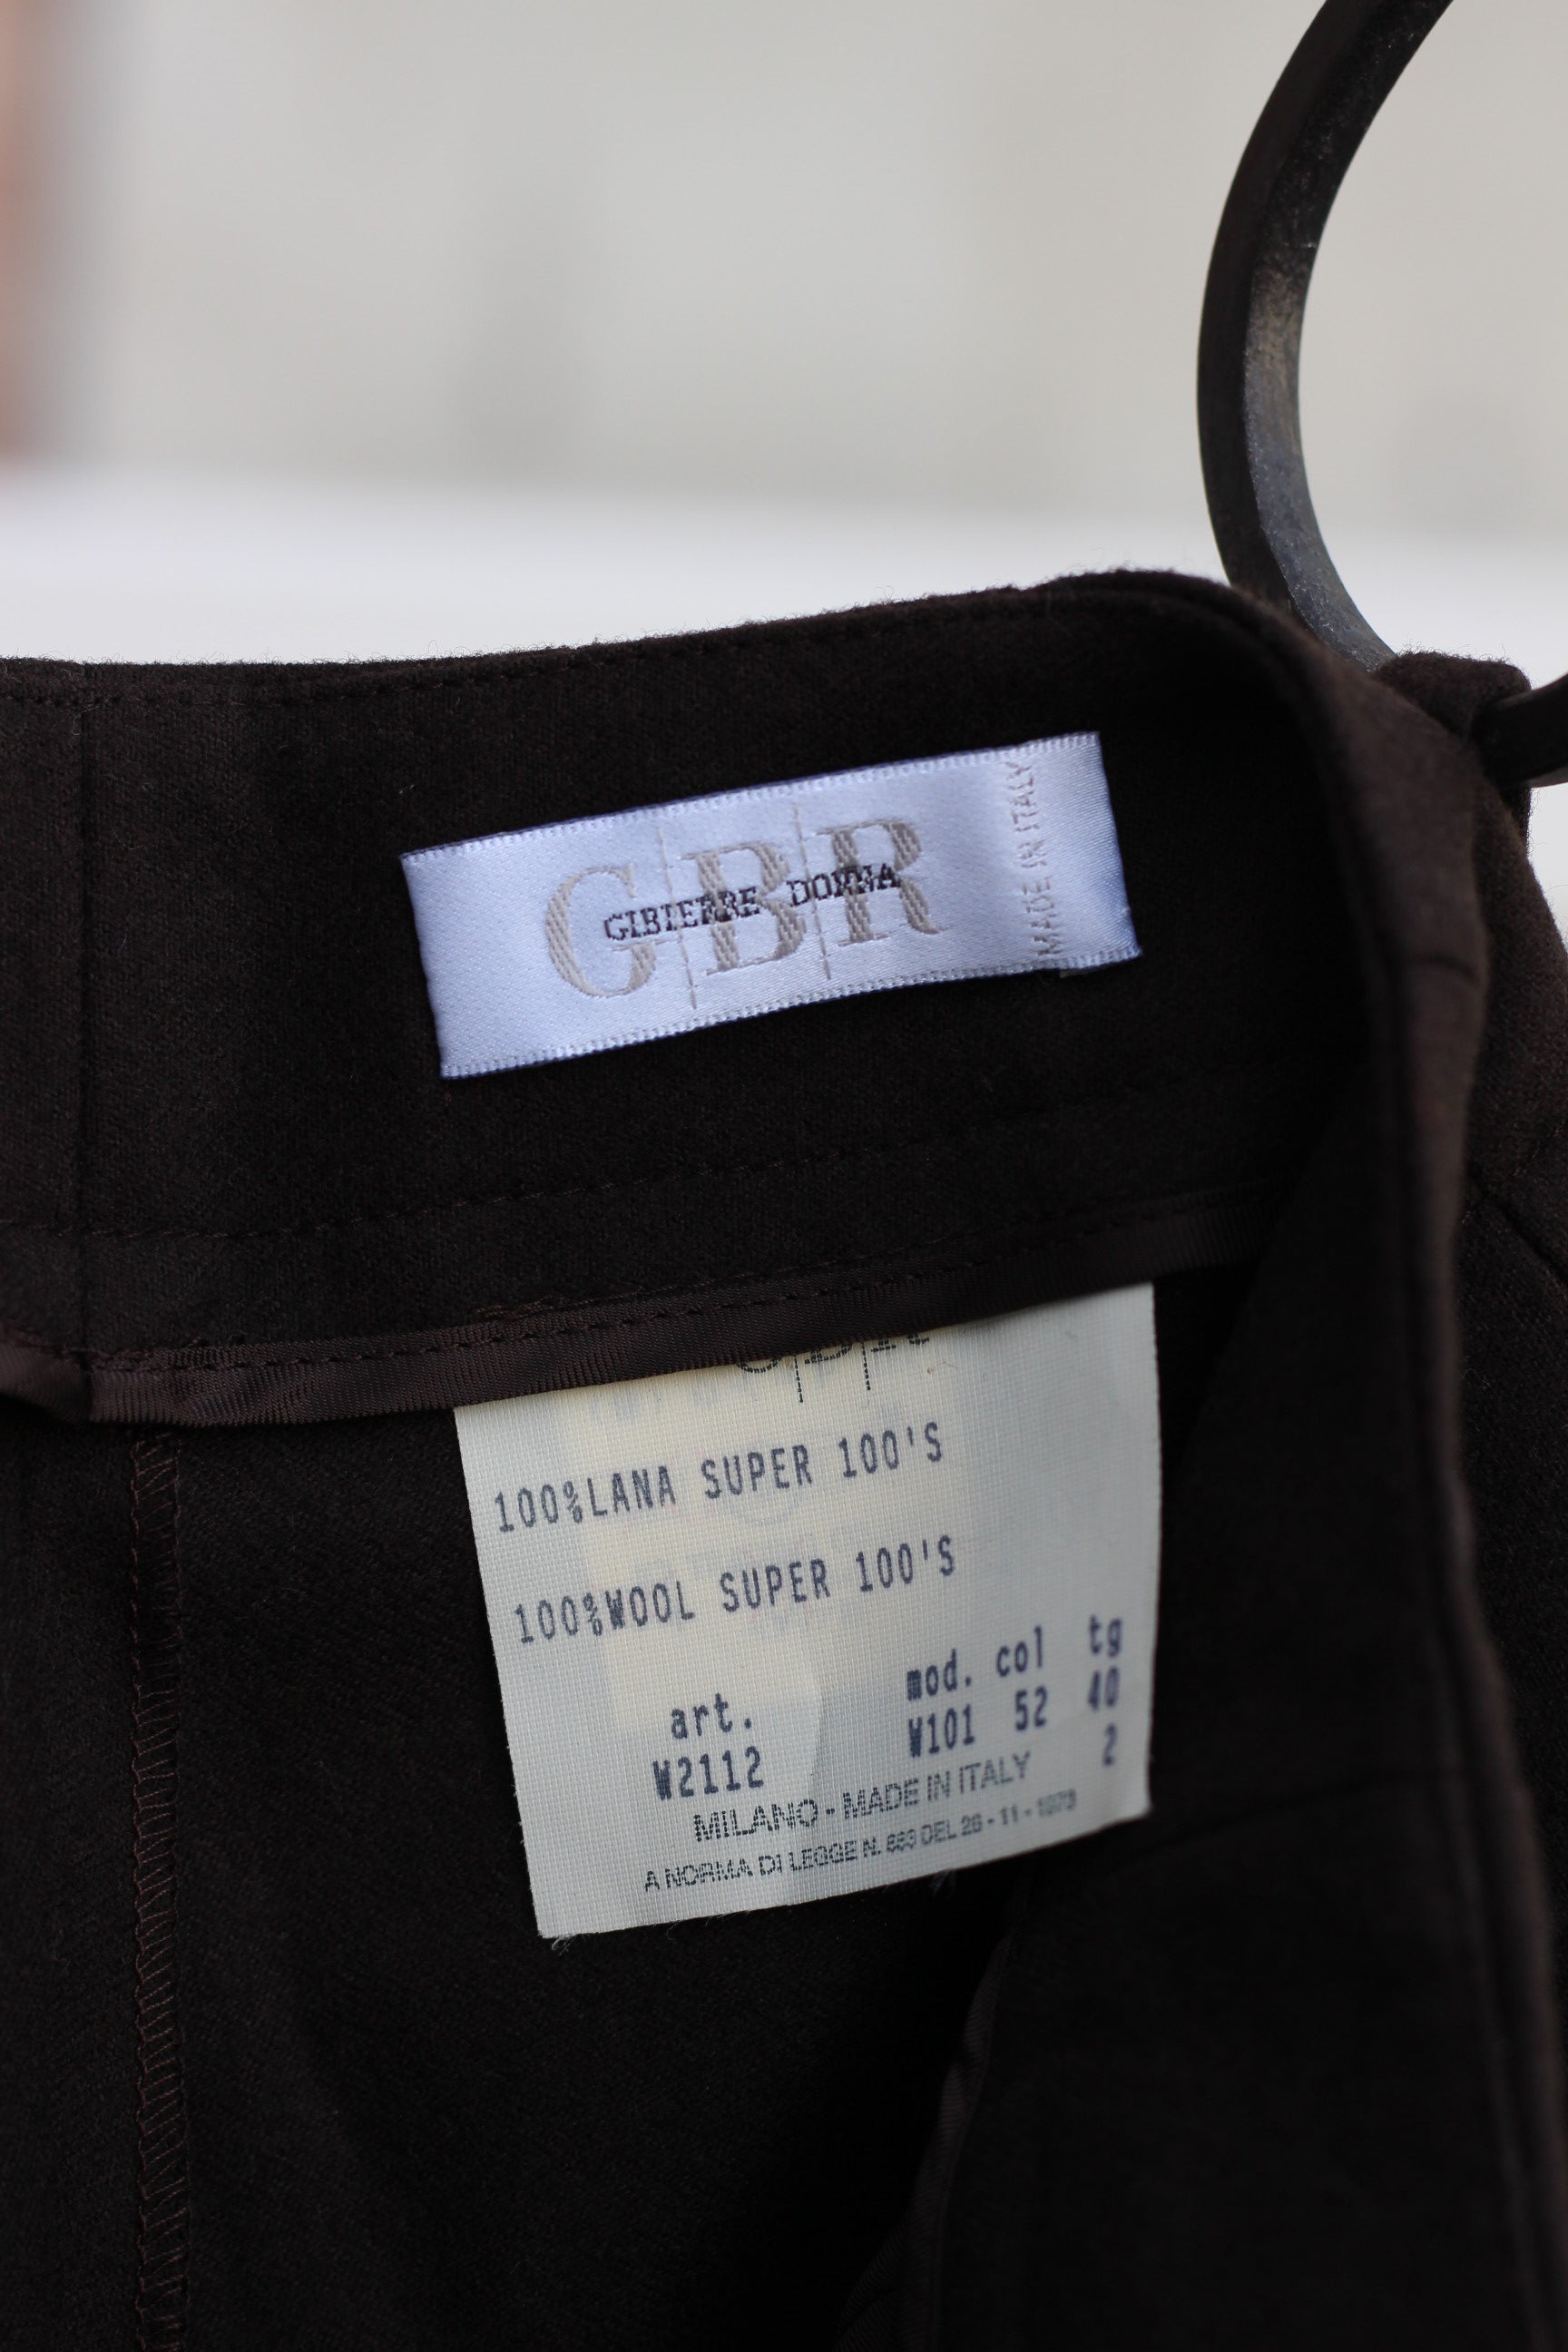 G|B|R
GIBIERRE DONNA
MADE IN ITALY
100%LANA SUPER 100'S
100%WOOL SUPER 100'S
art. mod. col tg
W2112 W101 52 40
2
MILANO - MADE IN ITALY
A NORMA DI LEGGE N. 883 DEL 26 - 11 - 1973